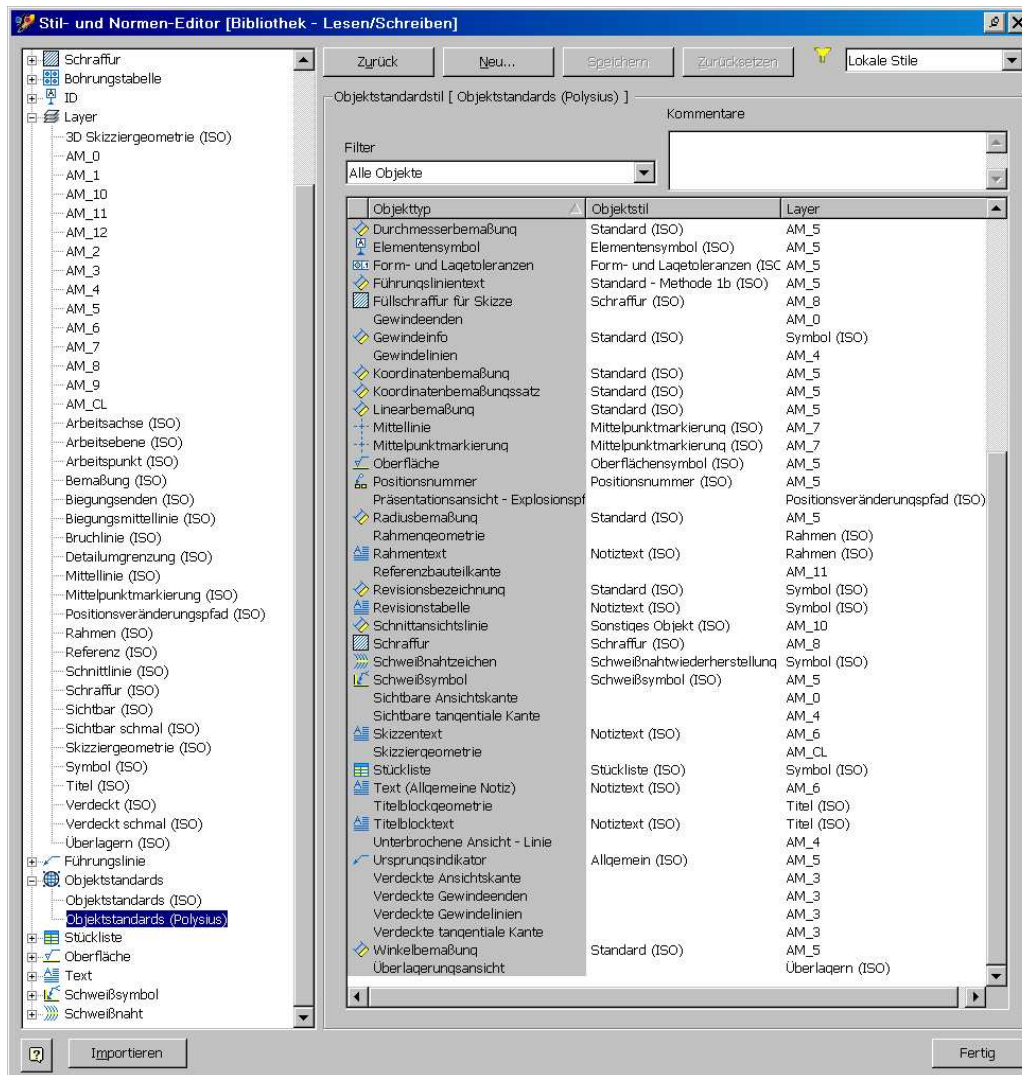 Stil- und Normen-Editor [Bibliothek - Lesen/Schreiben]
Schraffur
Bohrungstabelle
ID
Layer
3D Skizziergeometrie (ISO)
AM_0
AM_1
AM_10
AM_11
AM_12
AM_2
AM_3
AM_4
AM_5
AM_6
AM_7
AM_8
AM_9
AM_CL
Arbeitsachse (ISO)
Arbeitsebene (ISO)
Arbeitspunkt (ISO)
Bemaßung (ISO)
Biegungsenden (ISO)
Biegungsmittellinie (ISO)
Bruchlinie (ISO)
Detailumgrenzung (ISO)
Mittellinie (ISO)
Mittelpunktmarkierung (ISO)
Positionsveränderungspfad (ISO)
Rahmen (ISO)
Referenz (ISO)
Schnittlinie (ISO)
Schraffur (ISO)
Sichtbar (ISO)
Sichtbar schmal (ISO)
Skizziergeometrie (ISO)
Symbol (ISO)
Titel (ISO)
Verdeckt (ISO)
Verdeckt schmal (ISO)
Überlagern (ISO)
Führungslinie
Objektstandards
Objektstandards (ISO)
Objektstandards (Polysius)
Stückliste
Oberfläche
Text
Schweißsymbol
Schweißnaht
Zurück Neu... Speichern Zurücksetzen Lokale Stile
Objektstandardstil [ Objektstandards (Polysius) ]
Kommentare
Filter
Alle Objekte
Objekttyp Objektstil Layer
Durchmesserbemaßung Standard (ISO) AM_5
Elementensymbol Elementensymbol (ISO) AM_5
Form- und Lagetoleranzen Form- und Lagetoleranzen (ISC AM_5
Führungslinientext Standard - Methode 1b (ISO) AM_5
Füllschraffur für Skizze Schraffur (ISO) AM_8
Gewindeenden AM_0
Gewindeinfo Standard (ISO) Symbol (ISO)
Gewindelinien AM_4
Koordinatenbemaßung Standard (ISO) AM_5
Koordinatenbemaßungssatz Standard (ISO) AM_5
Linearbemaßung Standard (ISO) AM_5
Mittellinie Mittelpunktmarkierung (ISO) AM_7
Mittelpunktmarkierung Mittelpunktmarkierung (ISO) AM_7
Oberfläche Oberflächensymbol (ISO) AM_5
Positionsnummer Positionsnummer (ISO) AM_5
Präsentationsansicht - Explosionspf Positionsveränderungspfad (ISO)
Radiusbemaßung Standard (ISO) AM_5
Rahmengeometrie Rahmen (ISO)
Rahmentext Notiztext (ISO) Rahmen (ISO)
Referenzbauteilkante AM_11
Revisionsbezeichnung Standard (ISO) Symbol (ISO)
Revisionstabelle Notiztext (ISO) Symbol (ISO)
Schnittansichtslinie Sonstiges Objekt (ISO) AM_10
Schraffur Schraffur (ISO) AM_8
Schweißnahtzeichen Schweißnahtwiederherstellung Symbol (ISO)
Schweißsymbol Schweißsymbol (ISO) AM_5
Sichtbare Ansichtskante AM_0
Sichtbare tangentiale Kante AM_4
Skizzentext Notiztext (ISO) AM_6
Skizziergeometrie AM_CL
Stückliste Stückliste (ISO) Symbol (ISO)
Text (Allgemeine Notiz) Notiztext (ISO) AM_6
Titelblockgeometrie Titel (ISO)
Titelblocktext Notiztext (ISO) Titel (ISO)
Unterbrochene Ansicht - Linie AM_4
Ursprungsindikator Allgemein (ISO) AM_5
Verdeckte Ansichtskante AM_3
Verdeckte Gewindeenden AM_3
Verdeckte Gewindelinien AM_3
Verdeckte tangentiale Kante AM_3
Winkelbemaßung Standard (ISO) AM_5
Überlagerungsansicht Überlagern (ISO)
Importieren Fertig